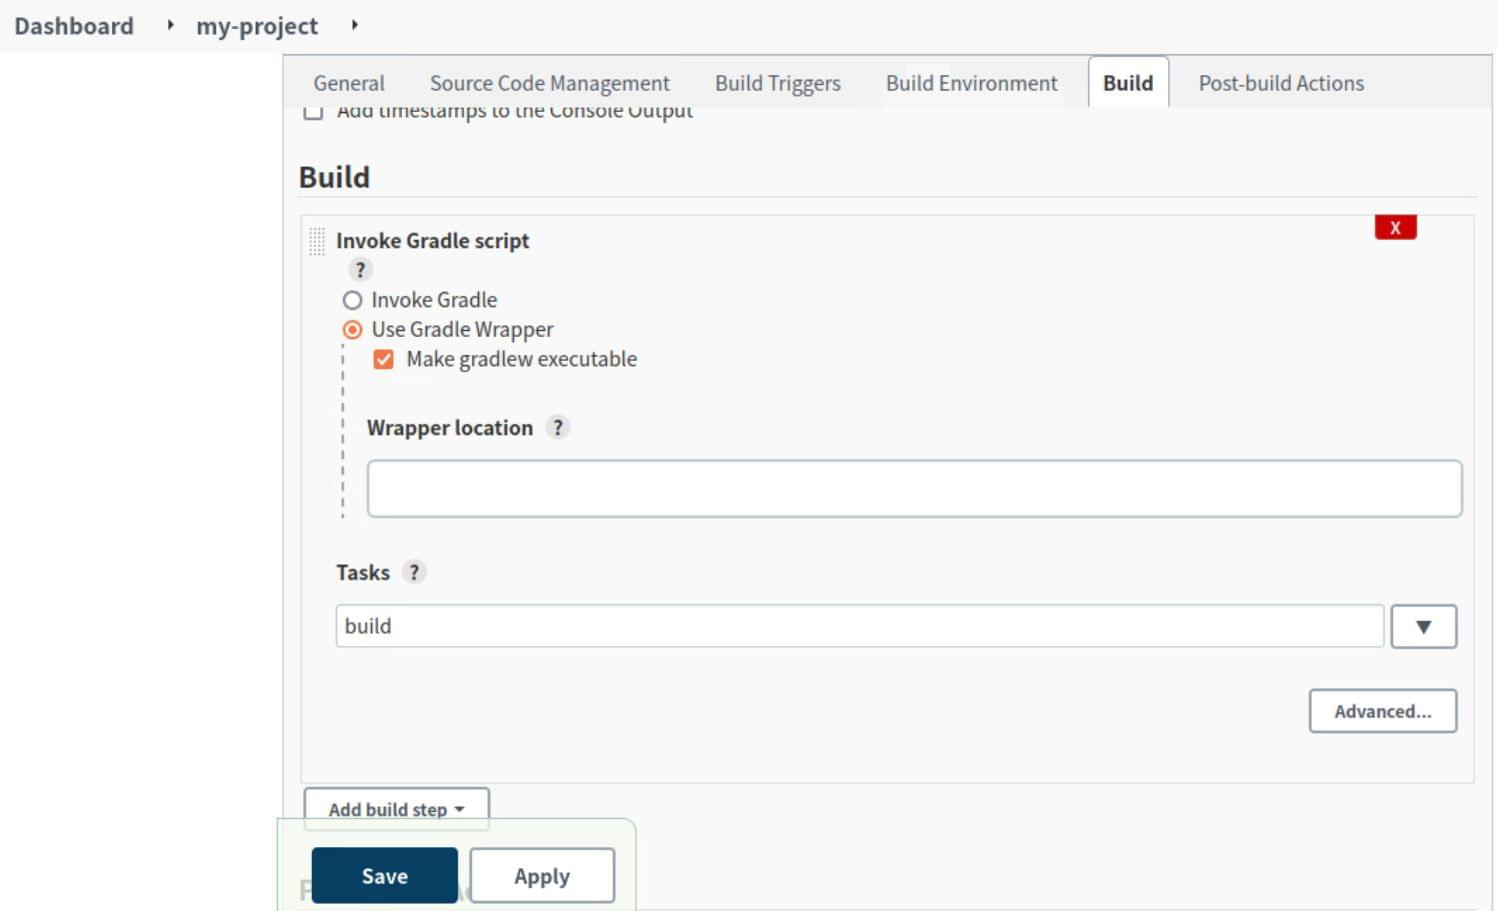 Dashboard my-project
General Source Code Management Build Triggers Build Environment Build Post-build Actions
Add timestamps to the Console Output
Build
Invoke Gradle script
X
?
Invoke Gradle
Use Gradle Wrapper
Make gradlew executable
Wrapper location ?
Tasks ?
build
Advanced...
Add build step
Save Apply